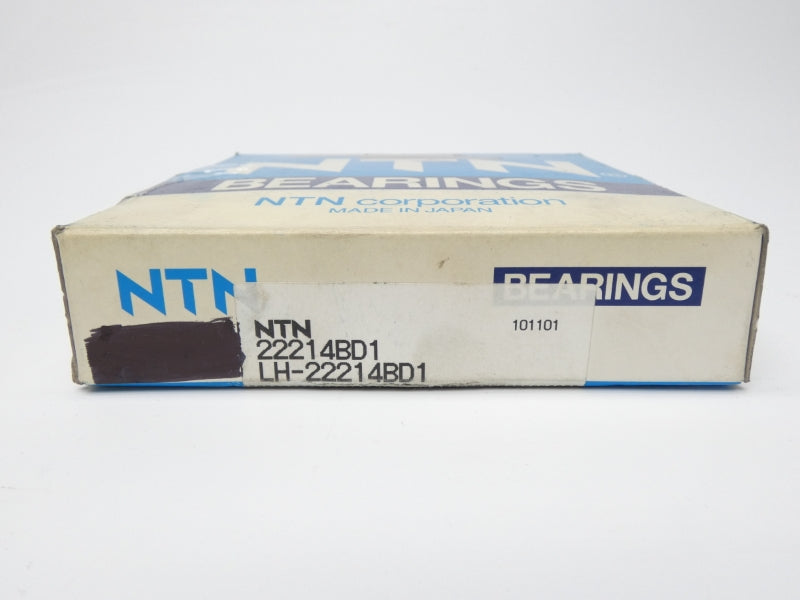 NTN
BEARINGS
NTN corporation
MADE IN JAPAN
NTN BEARINGS
NTN 101101
22214BD1
LH-22214BD1